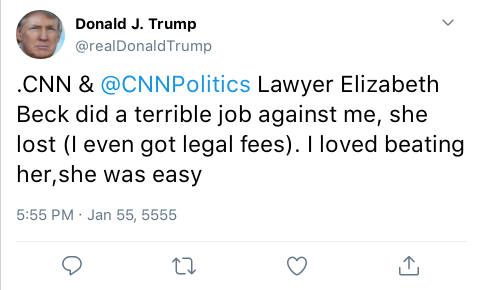 Donald J. Trump
@realDonaldTrump
.CNN & @CNNPolitics Lawyer Elizabeth
Beck did a terrible job against me, she
lost (I even got legal fees). I loved beating
her,she was easy
5:55 PM · Jan 55, 5555